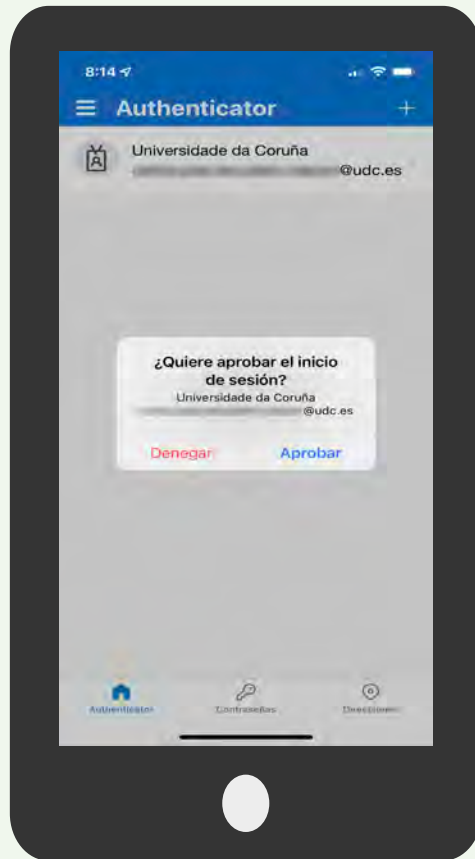 8:14
Authenticator
Universidade da Coruña
@udc.es
¿Quiere aprobar el inicio
de sesión?
Universidade da Coruña
@udc.es
Denegar Aprobar
Authenticator Contraseñas Direcciones